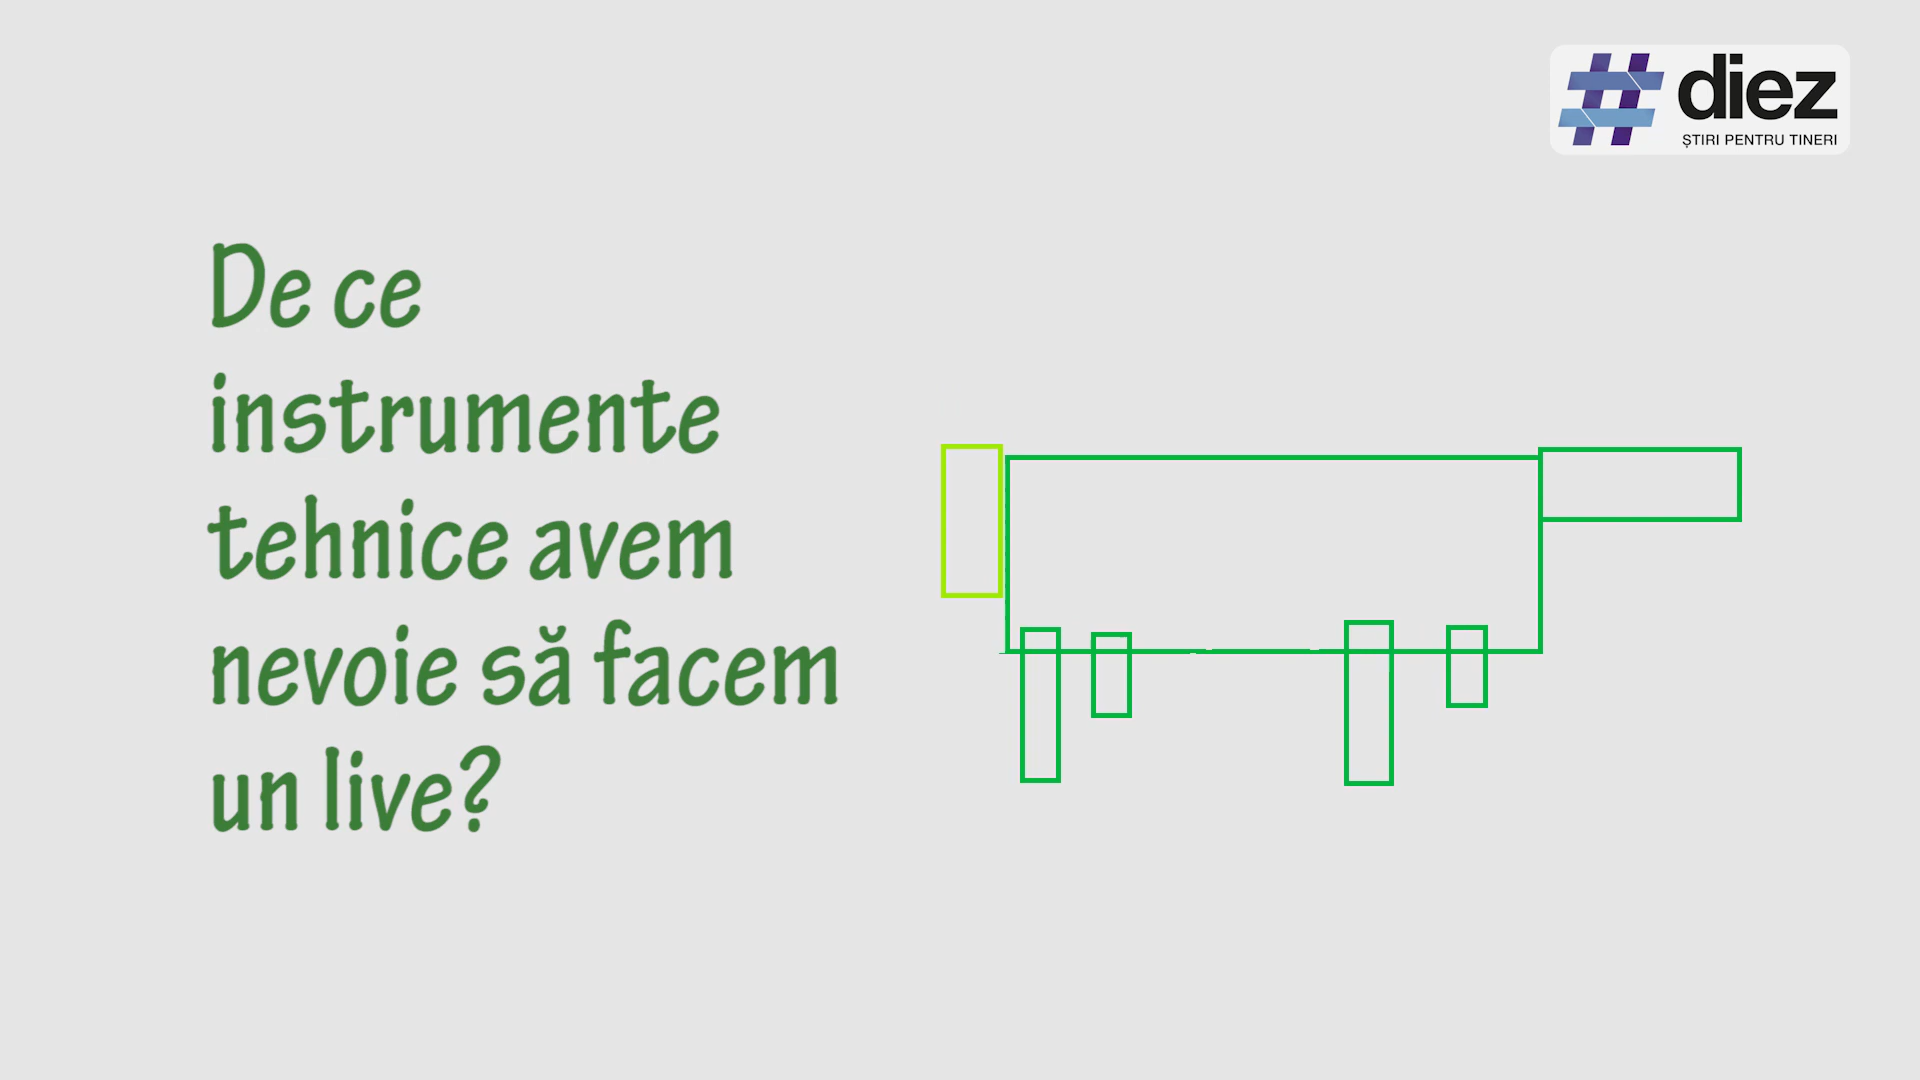 #diez
ȘTIRI PENTRU TINERI
De ce
instrumente
tehnice avem
nevoie să facem
un live?